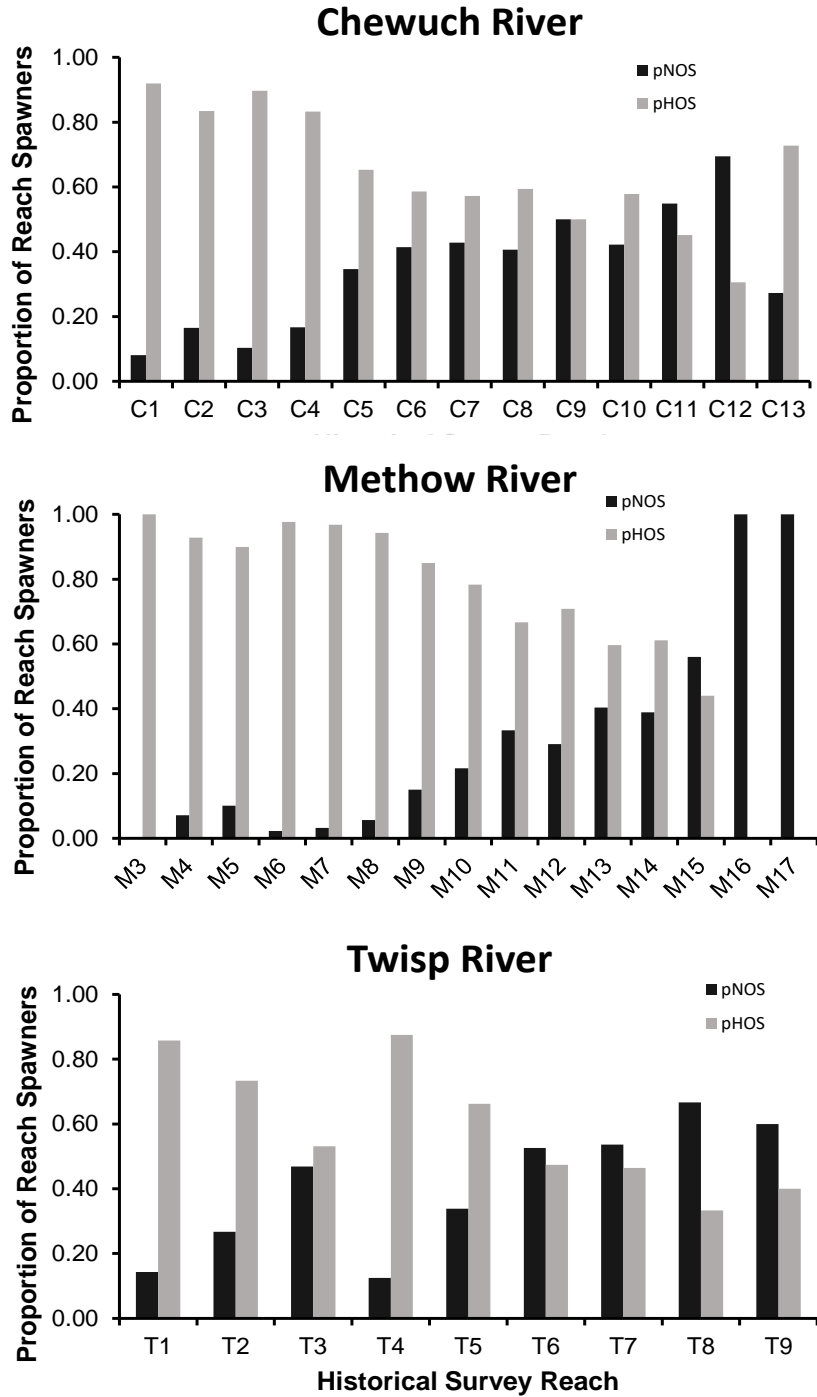 Chewuch River
Proportion of Reach Spawners
1.00
0.80
0.60
0.40
0.20
0.00
pNOS
pHOS
C1 C2 C3 C4 C5 C6 C7 C8 C9 C10 C11 C12 C13
Methow River
Proportion of Reach Spawners
1.00
0.80
0.60
0.40
0.20
0.00
pNOS
pHOS
M3 M4 M5 M6 M7 M8 M9 M10 M11 M12 M13 M14 M15 M16 M17
Twisp River
Proportion of Reach Spawners
1.00
0.80
0.60
0.40
0.20
0.00
pNOS
pHOS
T1 T2 T3 T4 T5 T6 T7 T8 T9
Historical Survey Reach